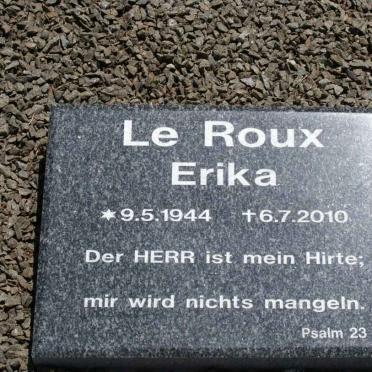 Le Roux
Erika
✶9.5.1944 ✝6.7.2010
Der HERR ist mein Hirte;
mir wird nichts mangeln.
Psalm 23